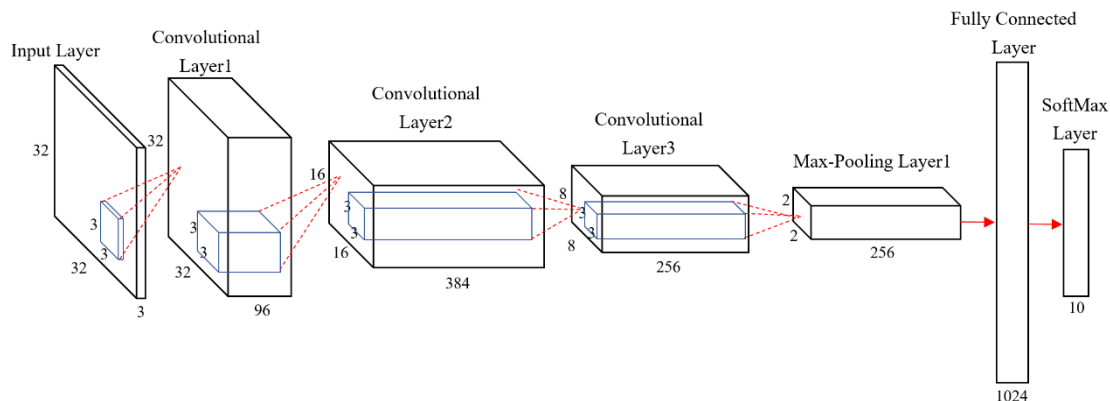 Input Layer
32
3
3
32
3
Convolutional
Layer1
32
3
3
32
96
Convolutional
Layer2
16
3
3
16
384
Convolutional
Layer3
8
3
3
8
256
Max-Pooling Layer1
2
2
256
Fully Connected
Layer
1024
SoftMax
Layer
10